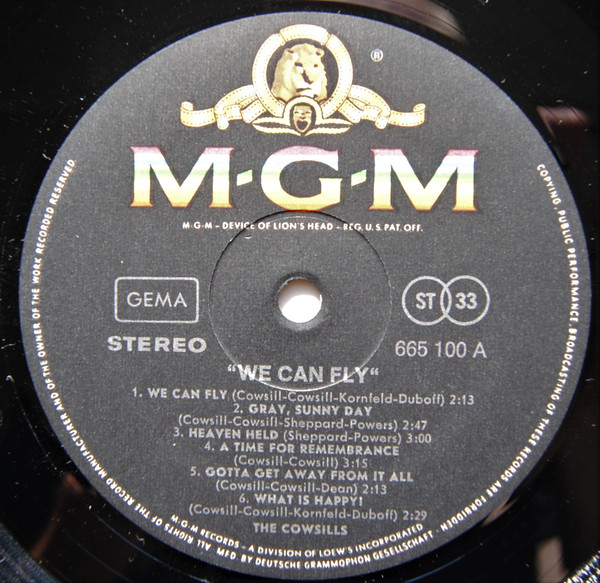 ®
M·G·M
M·G·M – DEVICE OF LION'S HEAD – REG. U.S. PAT. OFF.
GEMA
ST 33
STEREO
665 100 A
"WE CAN FLY"
1. WE CAN FLY (Cowsill-Cowsill-Kornfeld-Duboff) 2:13
2. GRAY, SUNNY DAY
(Cowsill-Cowsill-Sheppard-Powers) 2:47
3. HEAVEN HELD (Sheppard-Powers) 3:00
4. A TIME FOR REMEMBRANCE
(Cowsill-Cowsill) 3:15
5. GOTTA GET AWAY FROM IT ALL
(Cowsill-Cowsill-Dean) 2:13
6. WHAT IS HAPPY!
(Cowsill-Cowsill-Kornfeld-Duboff) 2:29
THE COWSILLS
M·G·M RECORDS – A DIVISION OF LOEW'S INCORPORATED
MFD BY DEUTSCHE GRAMMOPHON GESELLSCHAFT ·
ALL RIGHTS OF THE RECORD MANUFACTURER AND OF THE OWNER OF THE WORK RECORDED RESERVED.
COPYING, PUBLIC PERFORMANCE, BROADCASTING OF THESE RECORDS ARE FORBIDDEN.